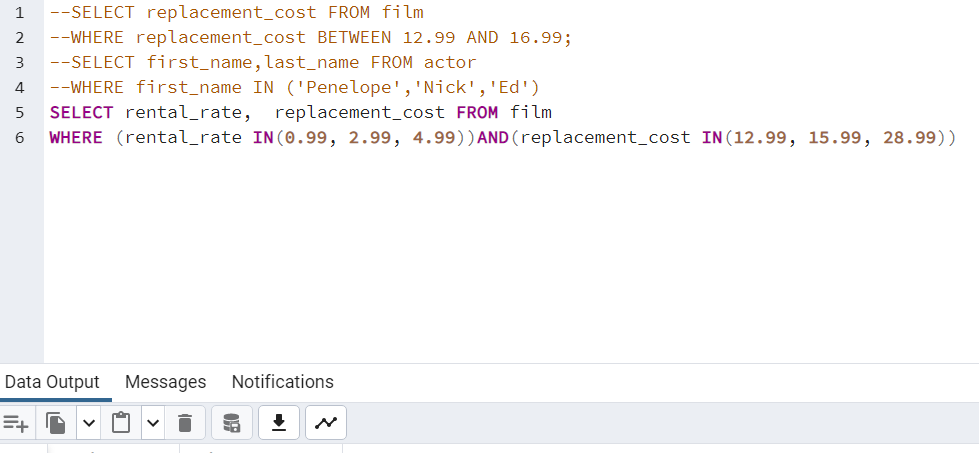 1 --SELECT replacement_cost FROM film
2 --WHERE replacement_cost BETWEEN 12.99 AND 16.99;
3 --SELECT first_name,last_name FROM actor
4 --WHERE first_name IN ('Penelope','Nick','Ed')
5 SELECT rental_rate,  replacement_cost FROM film
6 WHERE (rental_rate IN(0.99, 2.99, 4.99))AND(replacement_cost IN(12.99, 15.99, 28.99))
Data Output Messages Notifications